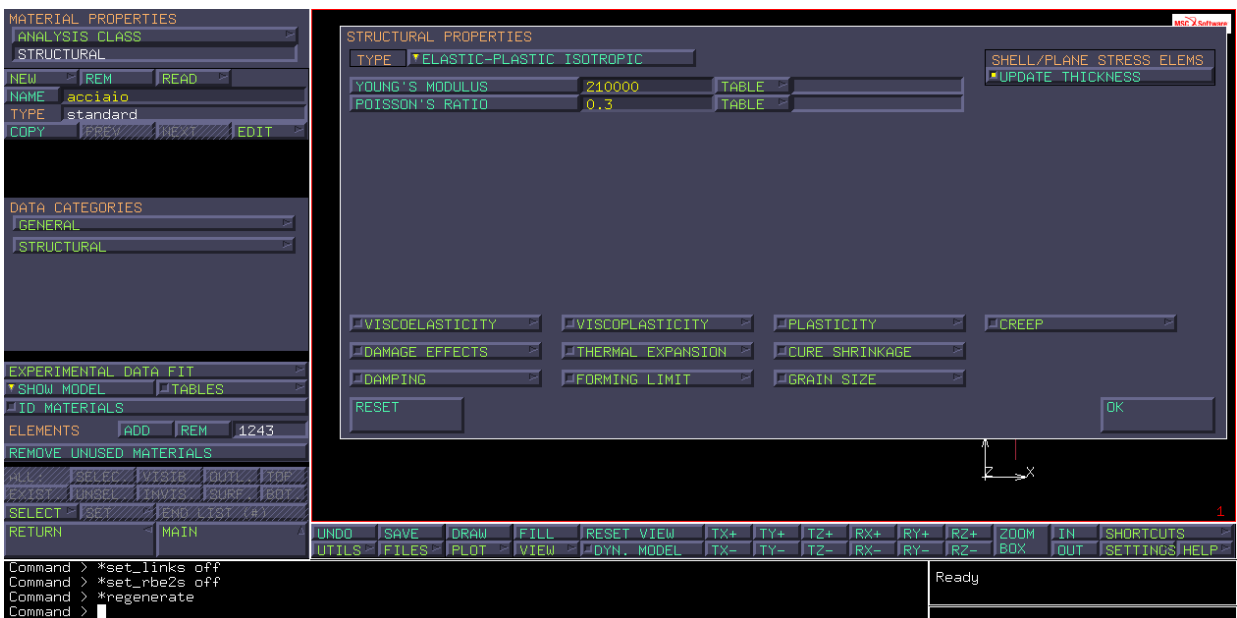 MATERIAL PROPERTIES
ANALYSIS CLASS
STRUCTURAL
NEW REM READ
NAME acciaio
TYPE standard
COPY PREV NEXT EDIT
DATA CATEGORIES
GENERAL
STRUCTURAL
EXPERIMENTAL DATA FIT
SHOW MODEL TABLES
ID MATERIALS
ELEMENTS ADD REM 1243
REMOVE UNUSED MATERIALS
ALL: SELEC. VISIB. OUTL. TOP
EXIST. UNSEL. INVIS. SURF. BOT.
SELECT SET END LIST (#)
RETURN MAIN
MSC Software
STRUCTURAL PROPERTIES
TYPE ELASTIC-PLASTIC ISOTROPIC
SHELL/PLANE STRESS ELEMS
UPDATE THICKNESS
YOUNG'S MODULUS 210000 TABLE
POISSON'S RATIO 0.3 TABLE
VISCOELASTICITY VISCOPLASTICITY PLASTICITY CREEP
DAMAGE EFFECTS THERMAL EXPANSION CURE SHRINKAGE
DAMPING FORMING LIMIT GRAIN SIZE
RESET OK
Z X
1
UNDO SAVE DRAW FILL RESET VIEW TX+ TY+ TZ+ RX+ RY+ RZ+ ZOOM IN SHORTCUTS
UTILS FILES PLOT VIEW DYN. MODEL TX- TY- TZ- RX- RY- RZ- BOX OUT SETTINGS HELP
Command > *set_links off
Command > *set_rbe2s off
Command > *regenerate
Command >
Ready